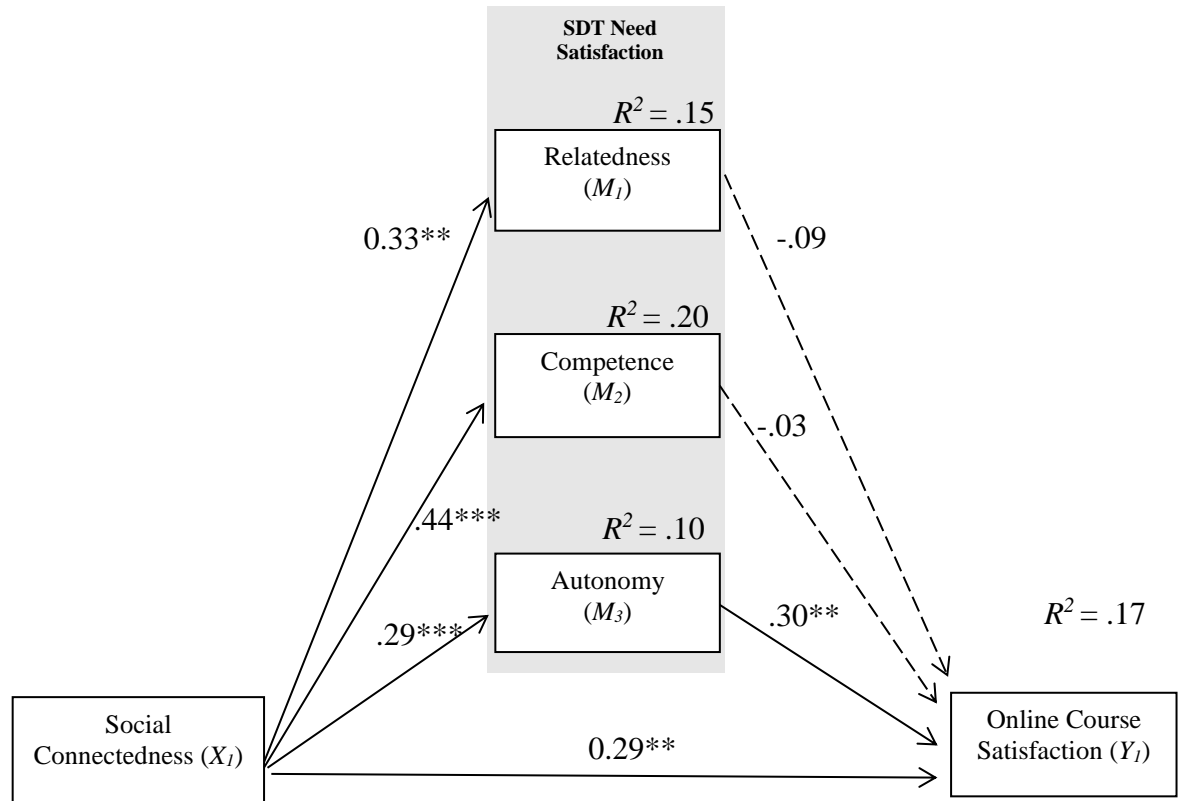 SDT Need
Satisfaction
R² = .15
Relatedness
(M₁)
0.33**
-.09
R² = .20
Competence
(M₂)
-.03
.44***
R² = .10
Autonomy
(M₃)
.29***
.30**
R² = .17
Social
Connectedness (X₁)
0.29**
Online Course
Satisfaction (Y₁)